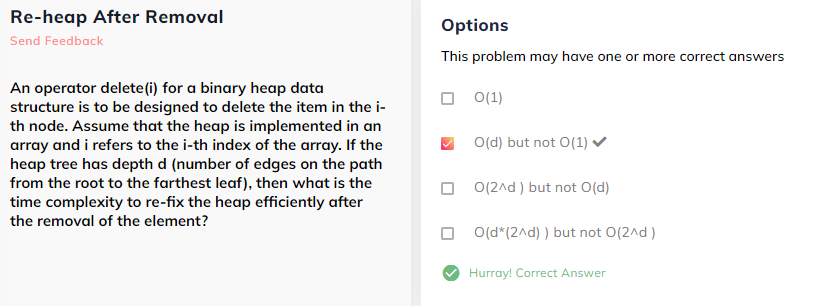 Re-heap After Removal
Send Feedback
An operator delete(i) for a binary heap data
structure is to be designed to delete the item in the i-
th node. Assume that the heap is implemented in an
array and i refers to the i-th index of the array. If the
heap tree has depth d (number of edges on the path
from the root to the farthest leaf), then what is the
time complexity to re-fix the heap efficiently after
the removal of the element?
Options
This problem may have one or more correct answers
O(1)
O(d) but not O(1)
O(2^d ) but not O(d)
O(d*(2^d) ) but not O(2^d )
Hurray! Correct Answer